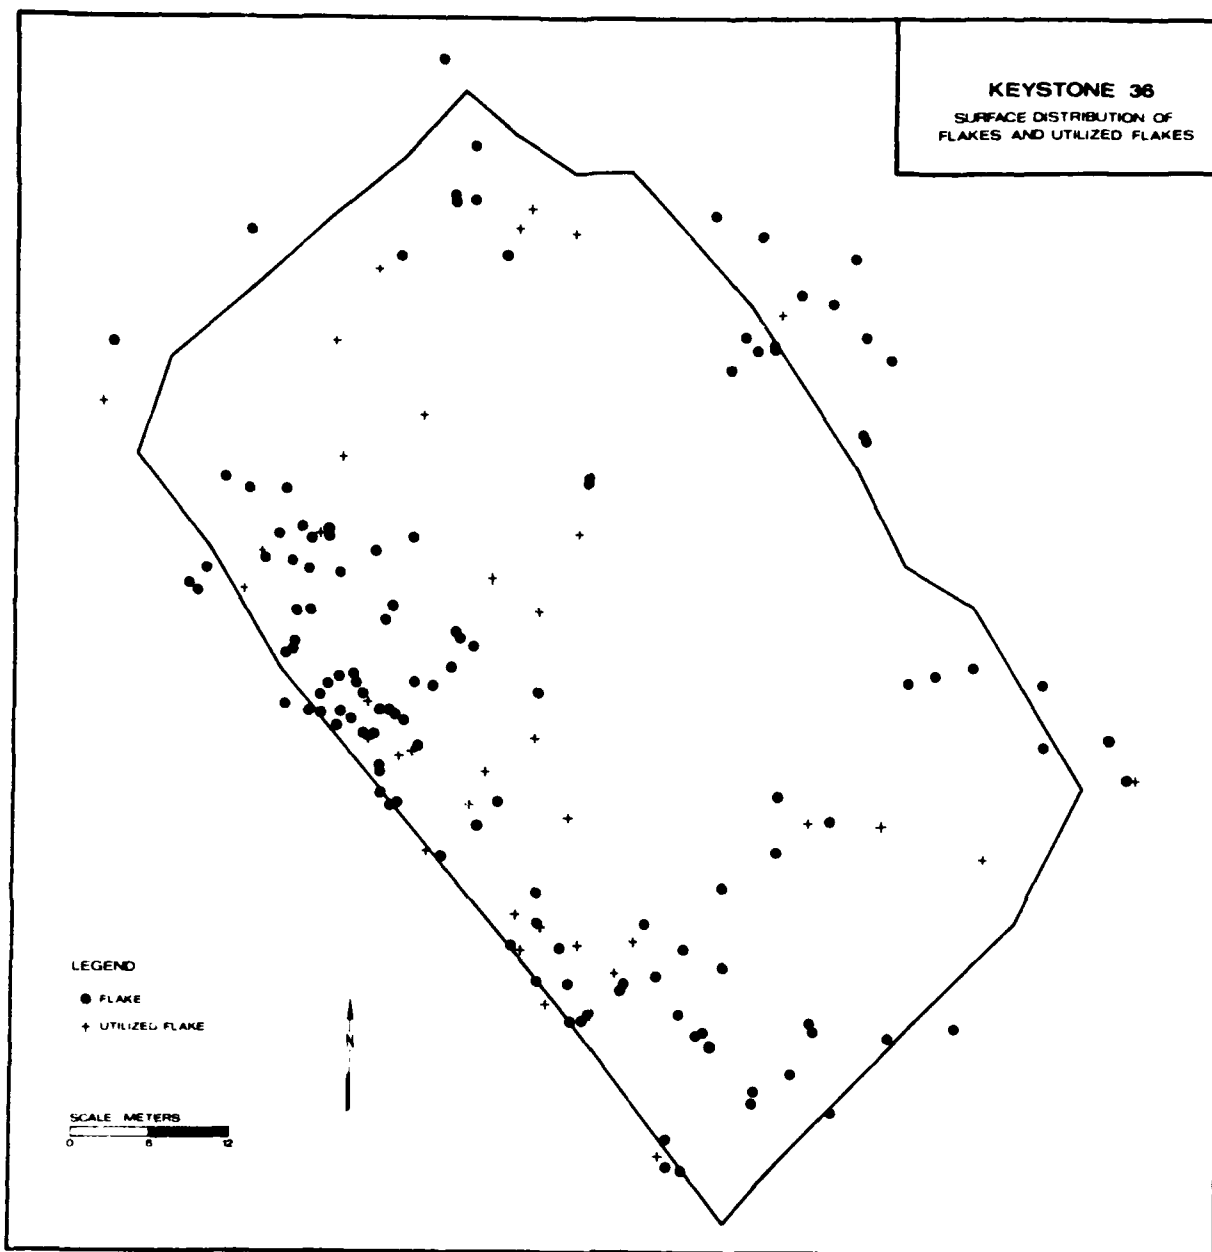 KEYSTONE 36
SURFACE DISTRIBUTION OF
FLAKES AND UTILIZED FLAKES
LEGEND
FLAKE
UTILIZED FLAKE
N
SCALE METERS
0 6 12